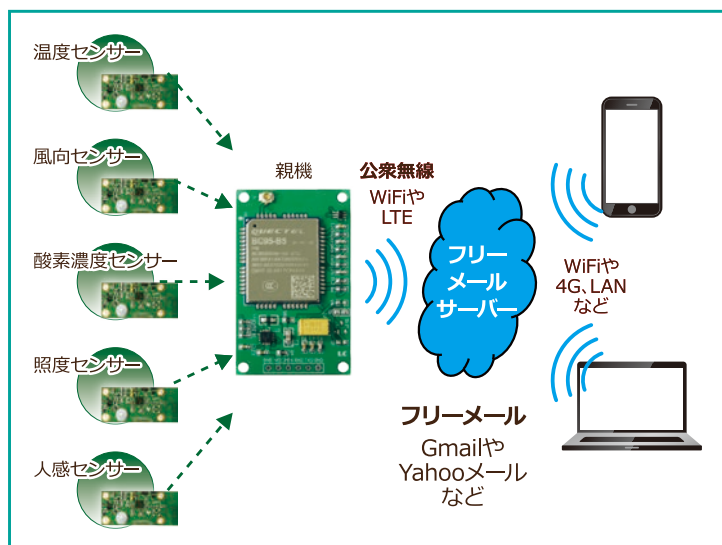 温度センサー
風向センサー
酸素濃度センサー
照度センサー
人感センサー
親機
QUECTEL
BC95-B5
公衆無線
WiFiや
LTE
フリー
メール
サーバー
WiFiや
4G、LAN
など
フリーメール
Gmailや
Yahooメール
など